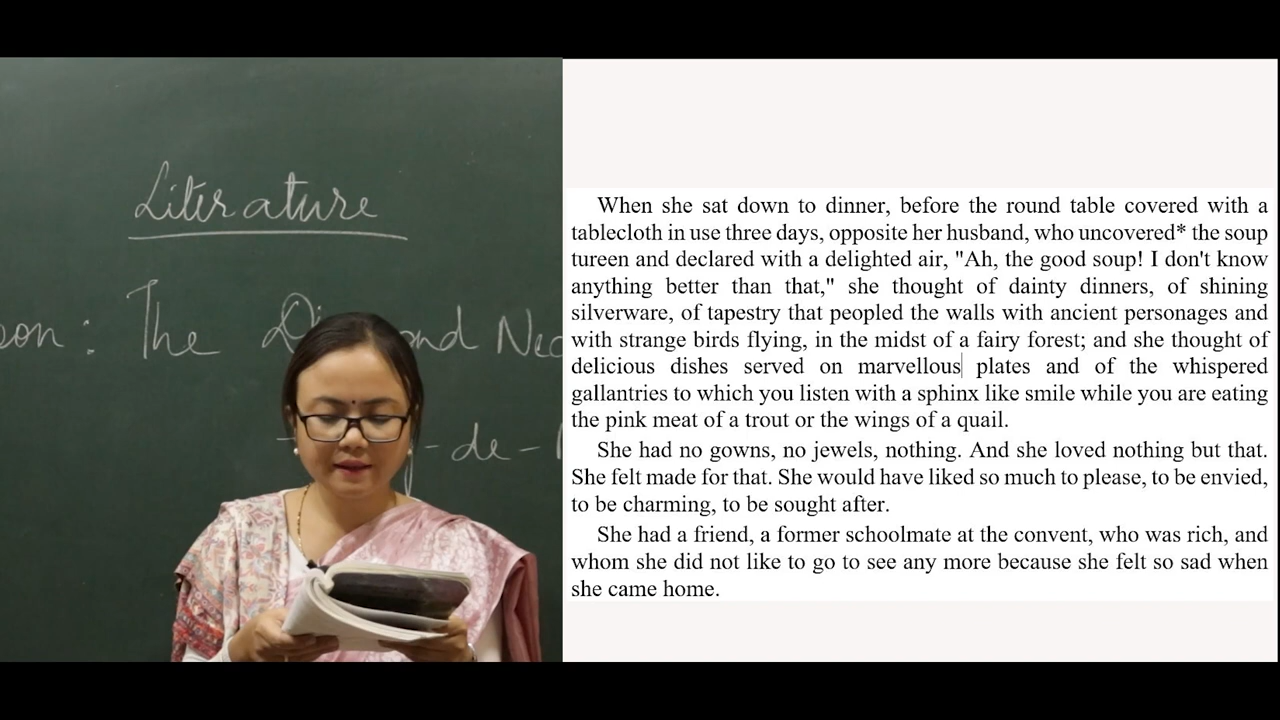 Literature
son: The Diamond Nec
-de-
When she sat down to dinner, before the round table covered with a
tablecloth in use three days, opposite her husband, who uncovered* the soup
tureen and declared with a delighted air, "Ah, the good soup! I don't know
anything better than that," she thought of dainty dinners, of shining
silverware, of tapestry that peopled the walls with ancient personages and
with strange birds flying, in the midst of a fairy forest; and she thought of
delicious dishes served on marvellous plates and of the whispered
gallantries to which you listen with a sphinx like smile while you are eating
the pink meat of a trout or the wings of a quail.
She had no gowns, no jewels, nothing. And she loved nothing but that.
She felt made for that. She would have liked so much to please, to be envied,
to be charming, to be sought after.
She had a friend, a former schoolmate at the convent, who was rich, and
whom she did not like to go to see any more because she felt so sad when
she came home.